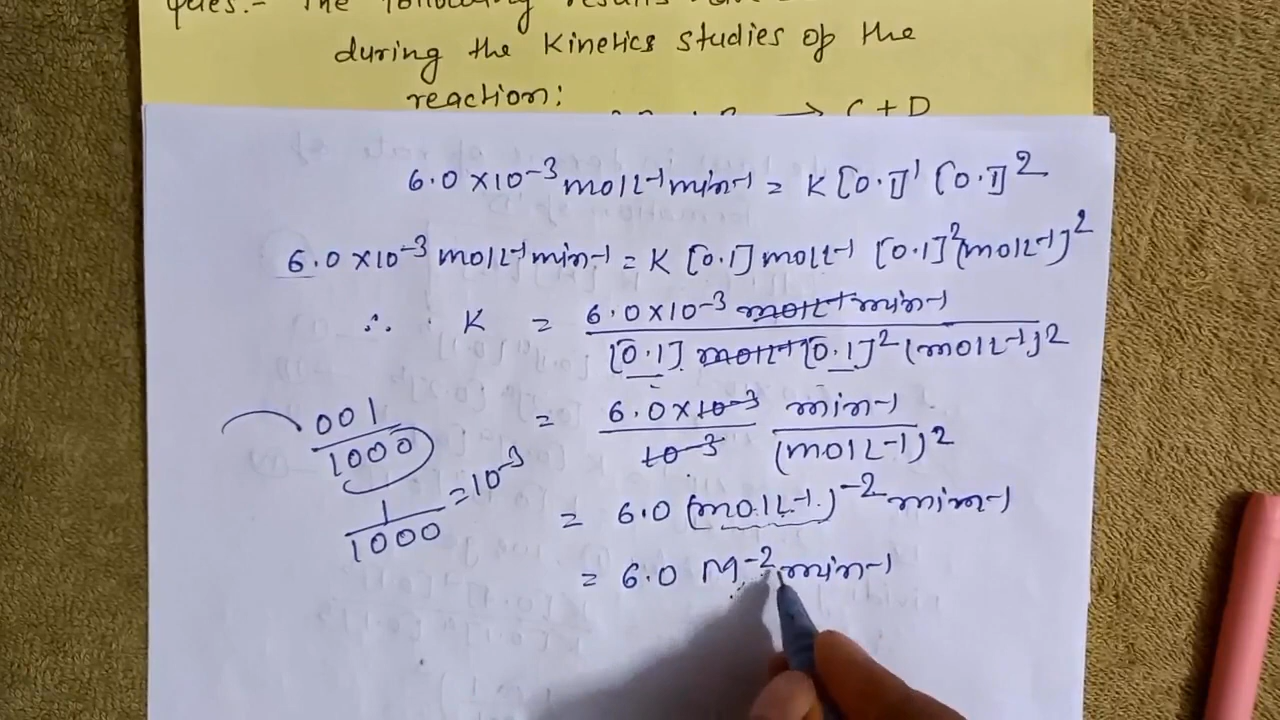 Ques.- The following results
during the Kinetics studies of the
reaction:
→ C + D
6.0 ×10⁻³ mol L⁻¹ min⁻¹ = K [0.1]¹ [0.1]²
6.0 ×10⁻³ mol L⁻¹ min⁻¹ = K [0.1] mol L⁻¹ [0.1]² (mol L⁻¹)²
∴ K = 6.0×10⁻³ mol L⁻¹ min⁻¹
[0.1] mol L⁻¹ [0.1]² (mol L⁻¹)²
= 6.0×10⁻³ min⁻¹
10⁻³ (mol L⁻¹)²
= 6.0 (mol L⁻¹)⁻² min⁻¹
= 6.0 M⁻² min⁻¹
001
1000
1 = 10⁻³
1000